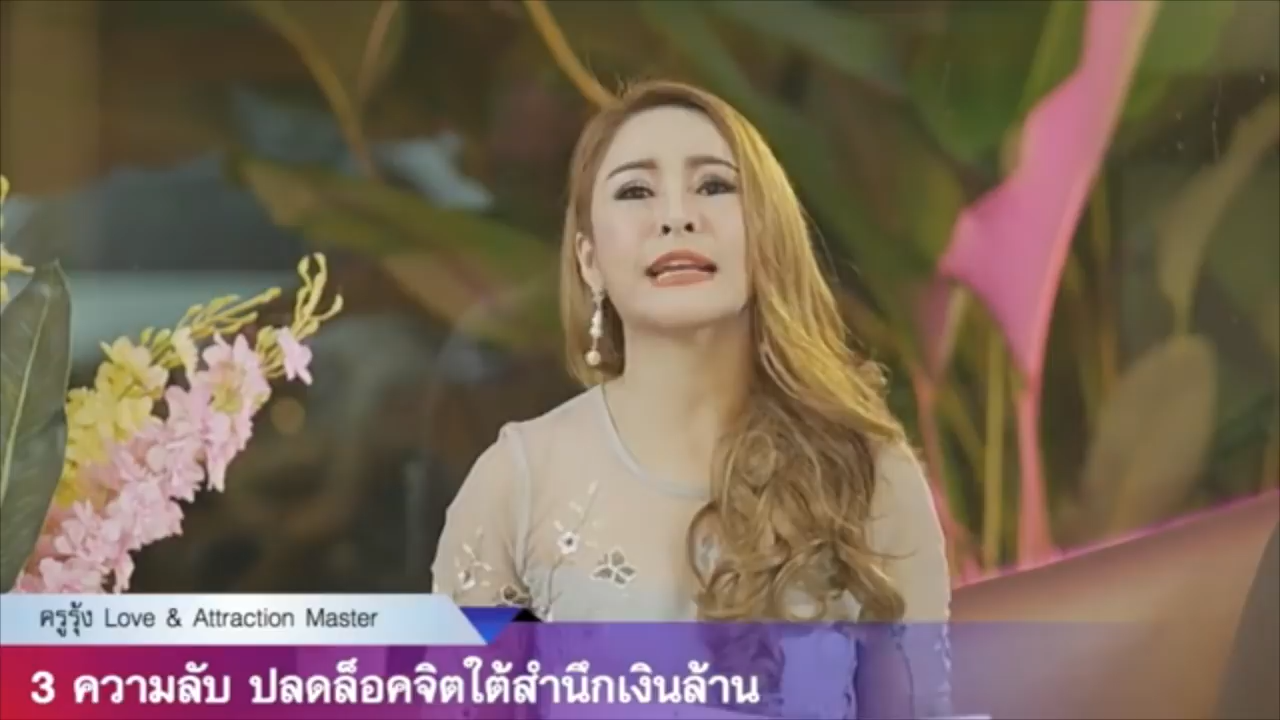 ครูรุ้ง Love & Attraction Master
3 ความลับ ปลดล็อคจิตใต้สำนึกเงินล้าน